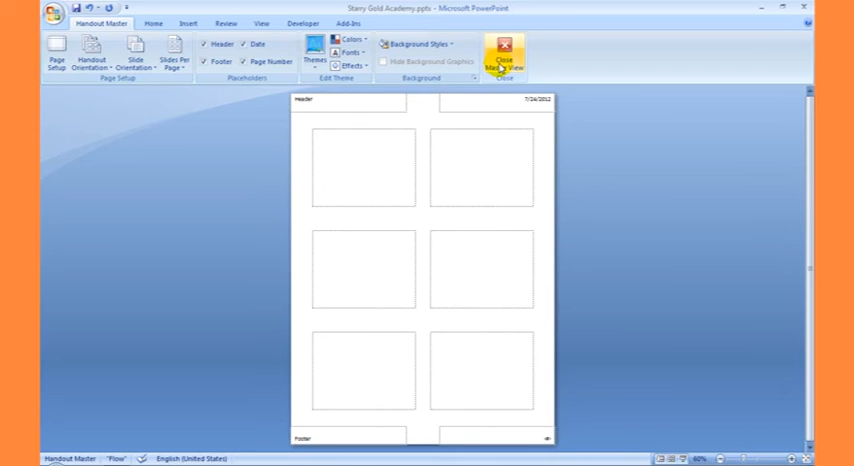 Starry Gold Academy.pptx - Microsoft PowerPoint
Handout Master Home Insert Review View Developer Add-Ins
Page Setup
Handout Orientation
Slide Orientation
Slides Per Page
Page Setup
Header Date
Footer Page Number
Placeholders
Themes
Colors
Fonts
Effects
Edit Theme
Background Styles
Hide Background Graphics
Background
Close Master View
Close
Header 7/24/2012
Footer
Handout Master "Flow" English (United States) 60%